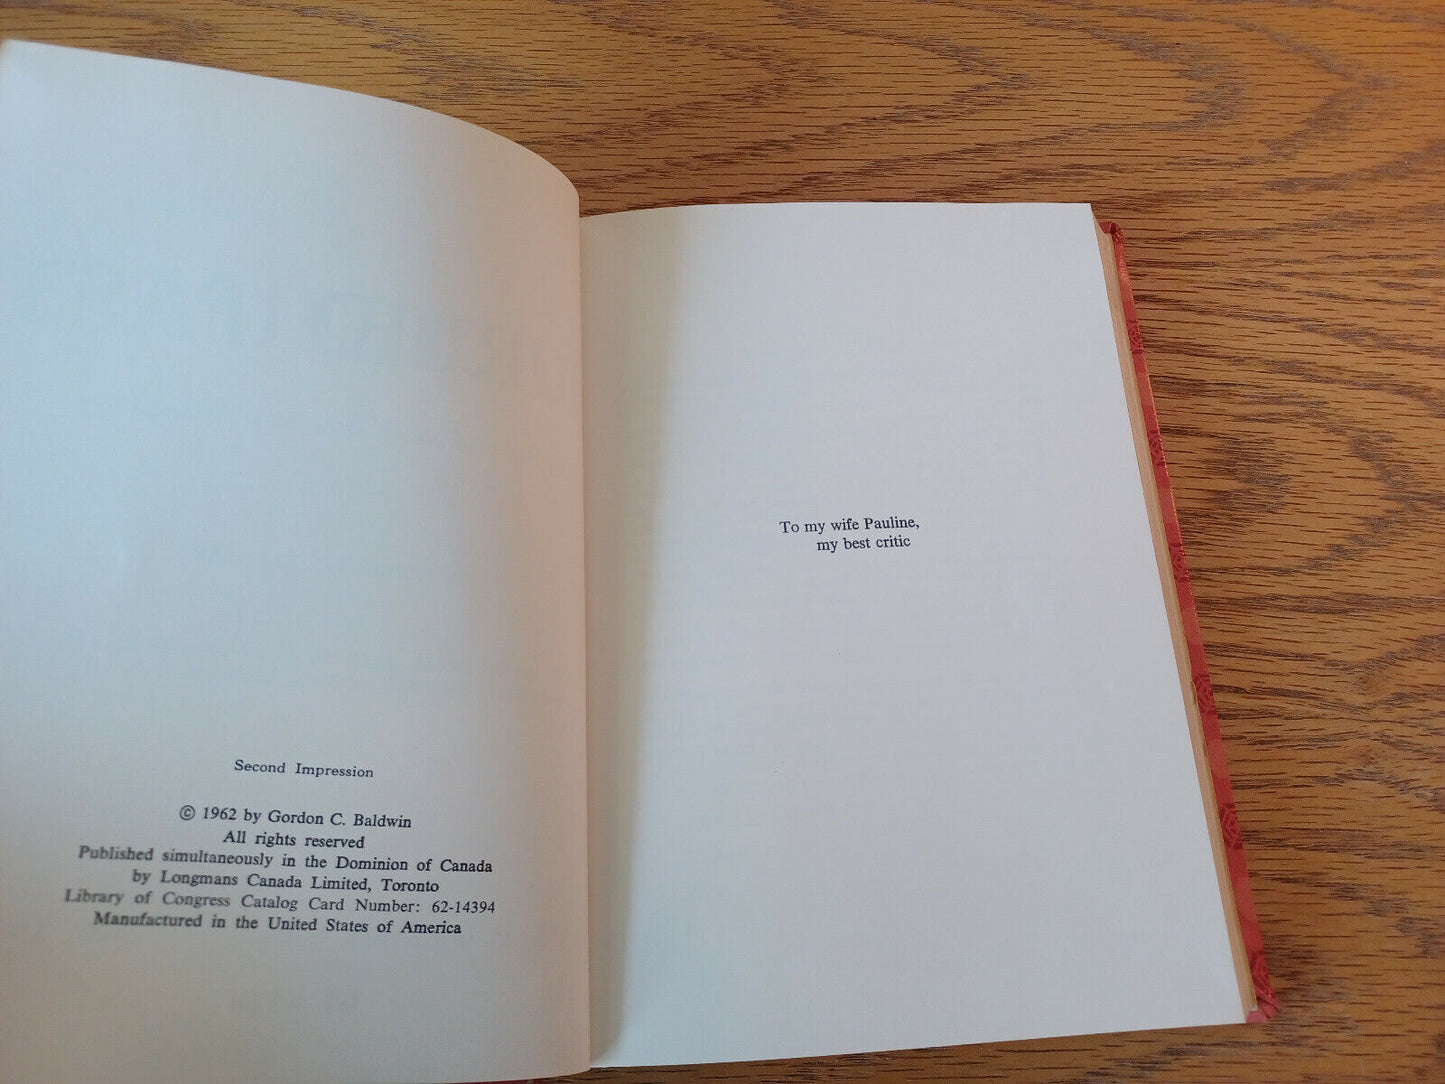 Second Impression
© 1962 by Gordon C. Baldwin
All rights reserved
Published simultaneously in the Dominion of Canada
by Longmans Canada Limited, Toronto
Library of Congress Catalog Card Number: 62-14394
Manufactured in the United States of America
To my wife Pauline,
my best critic